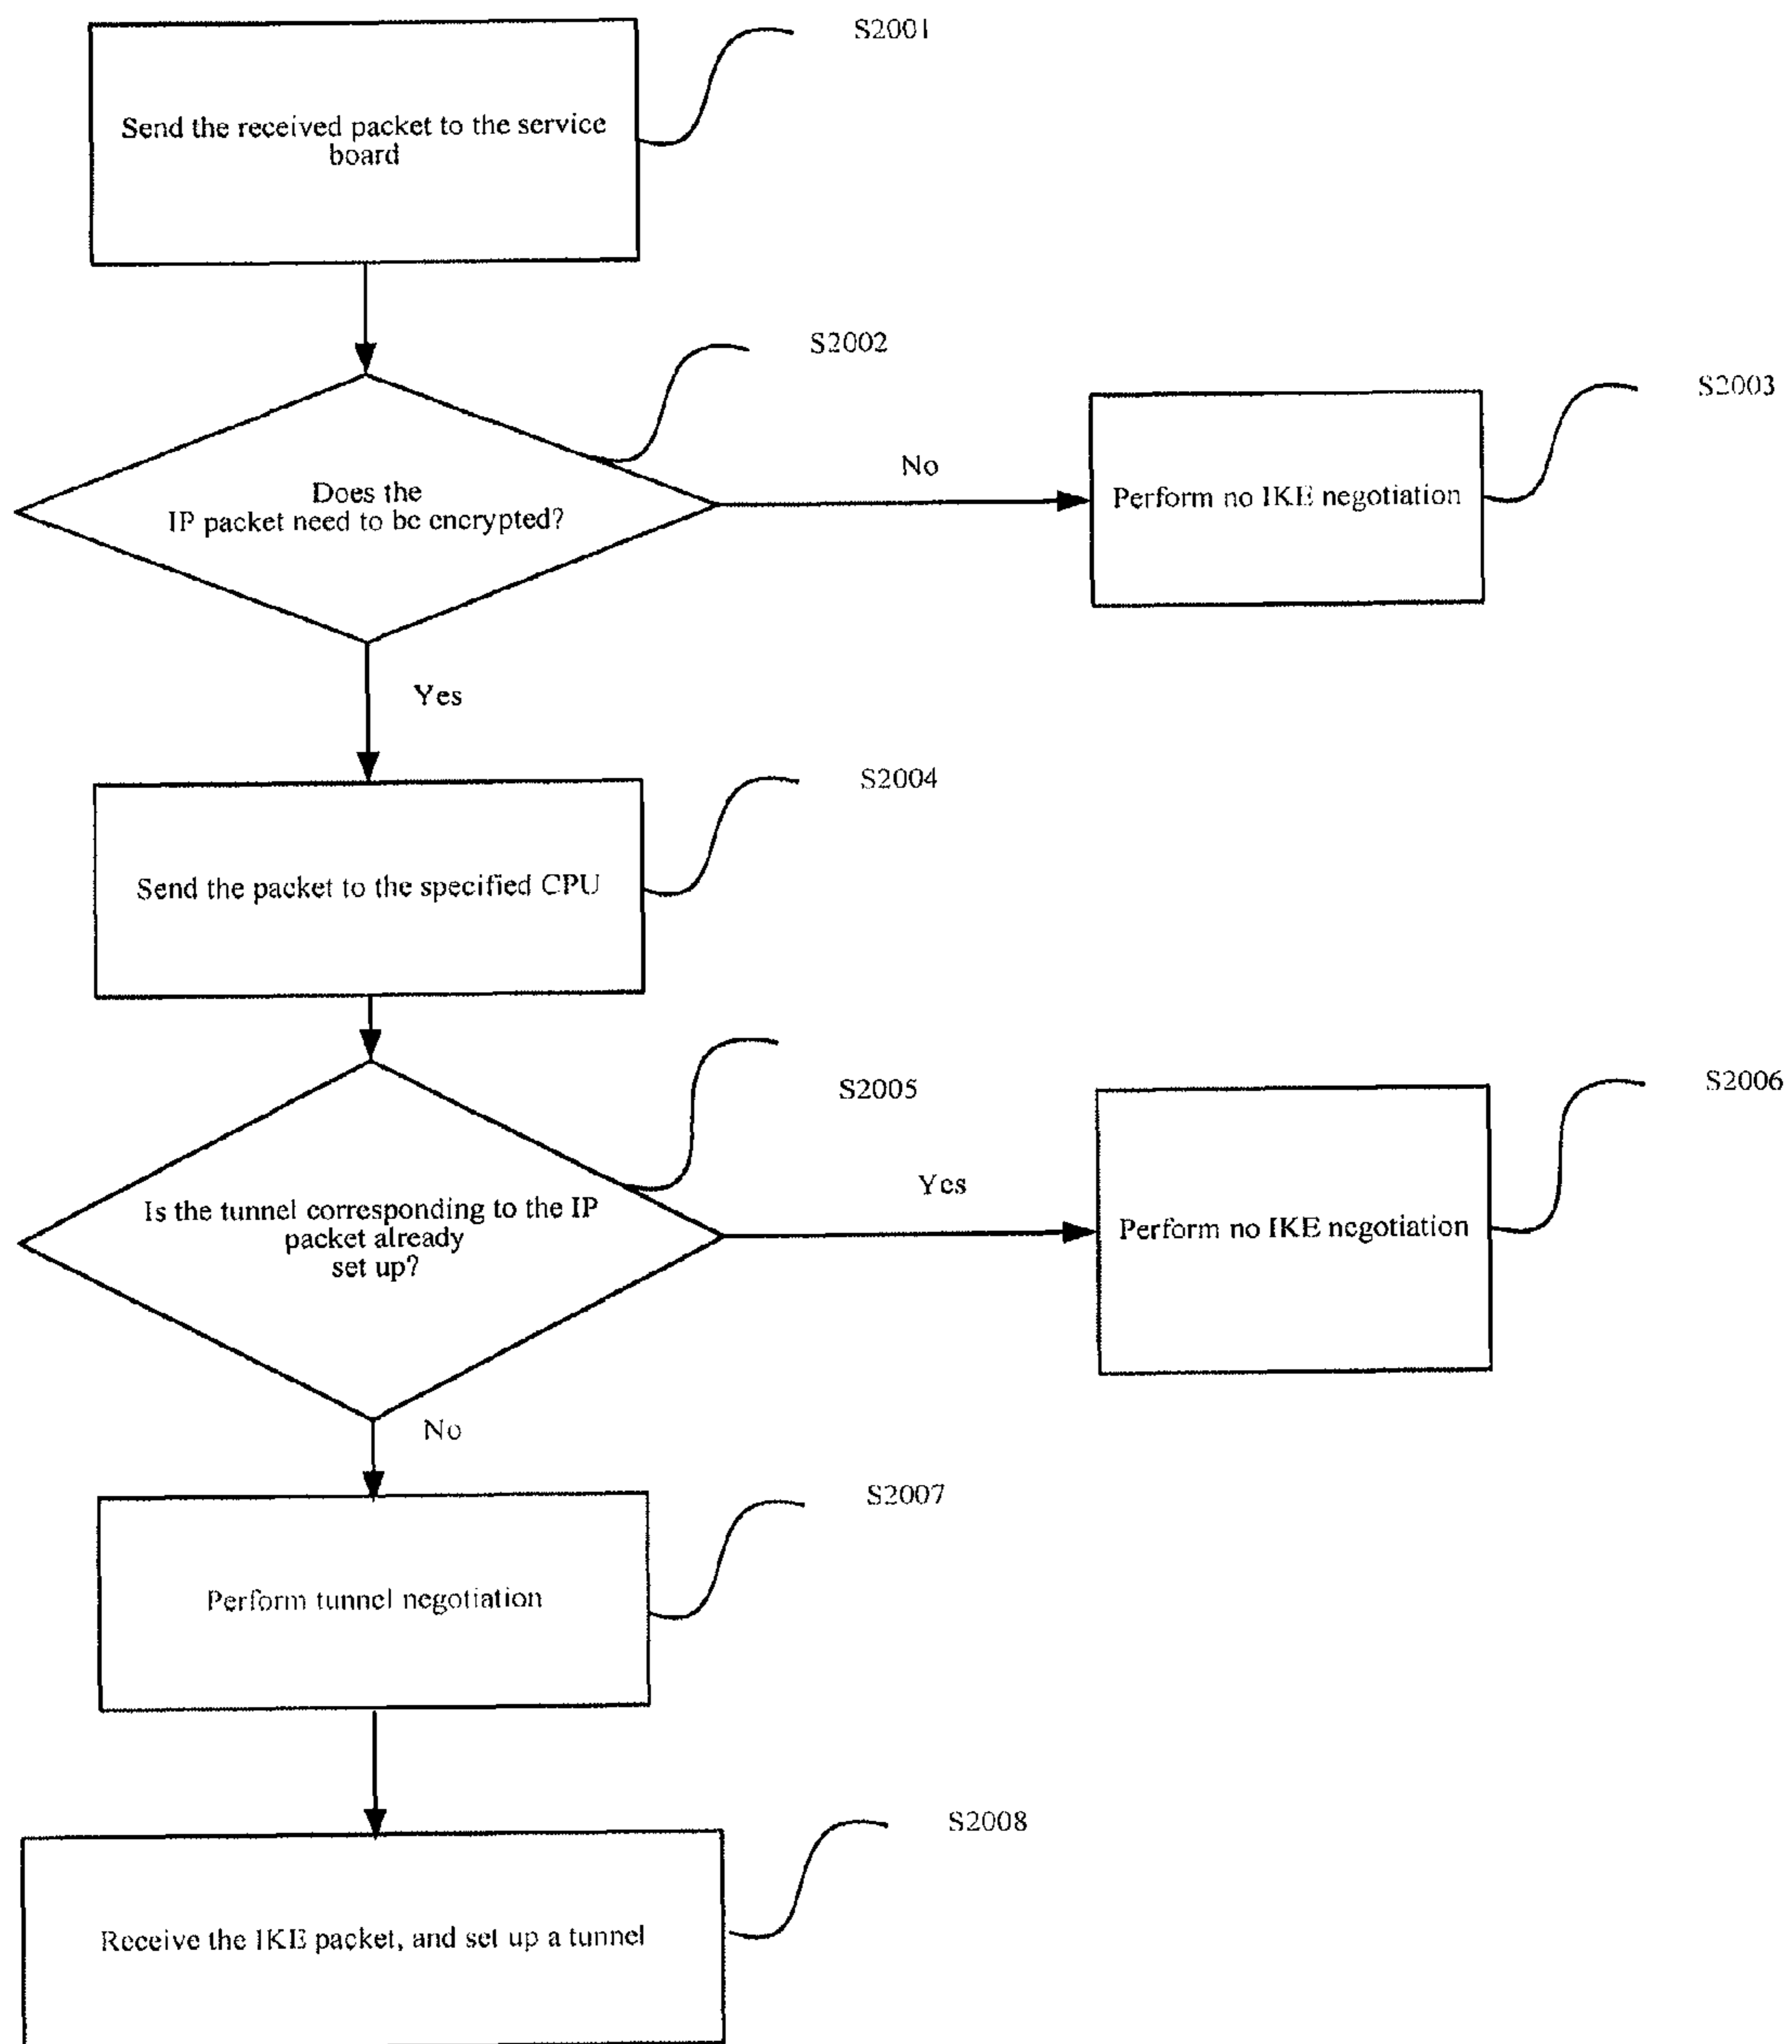 S2001
Send the received packet to the service
board
S2002
S2003
No
Does the
IP packet need to be encrypted?
Perform no IKE negotiation
Yes
S2004
Send the packet to the specified CPU
S2005
S2006
Yes
Is the tunnel corresponding to the IP
packet already
set up?
Perform no IKE negotiation
No
S2007
Perform tunnel negotiation
S2008
Receive the IKE packet, and set up a tunnel